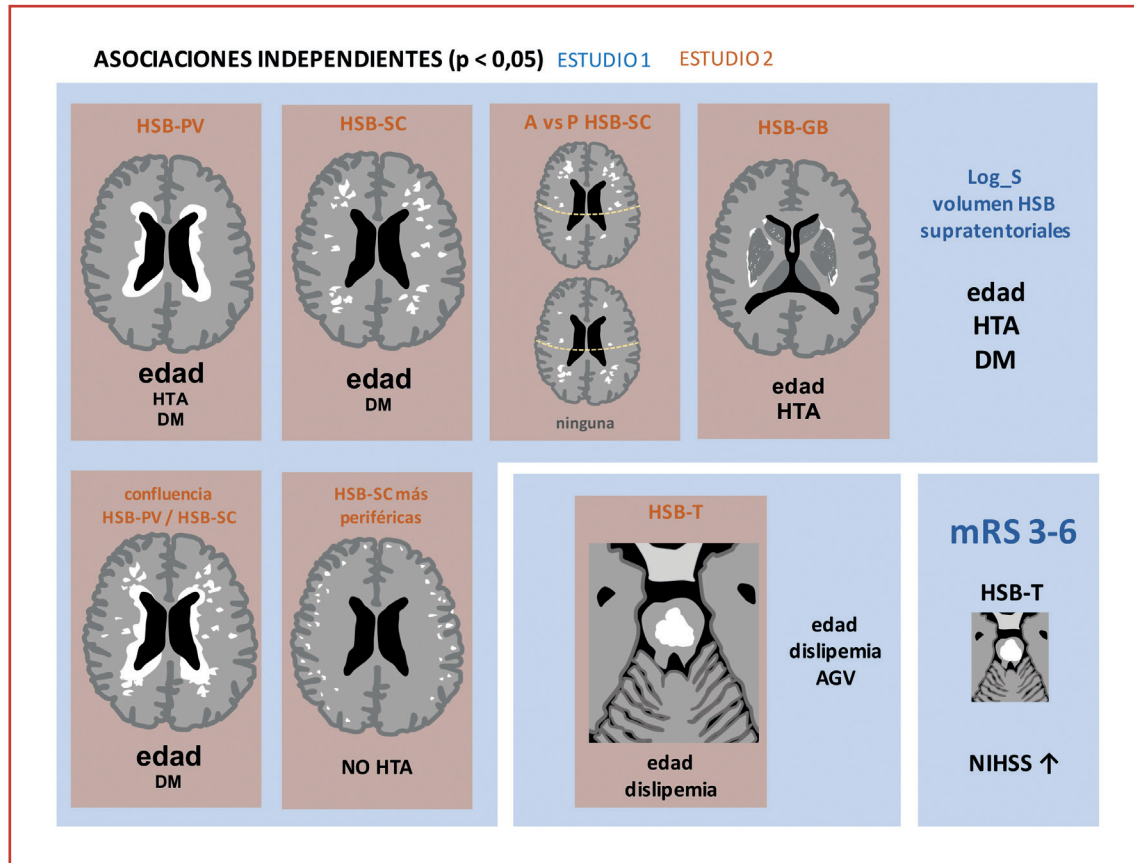 ASOCIACIONES INDEPENDIENTES (p < 0,05) ESTUDIO 1 ESTUDIO 2
HSB-PV
edad
HTA
DM
HSB-SC
edad
DM
A vs P HSB-SC
ninguna
HSB-GB
edad
HTA
Log_S
volumen HSB
supratentoriales
edad
HTA
DM
confluencia
HSB-PV / HSB-SC
edad
DM
HSB-SC más
periféricas
NO HTA
HSB-T
edad
dislipemia
edad
dislipemia
AGV
mRS 3-6
HSB-T
NIHSS ↑